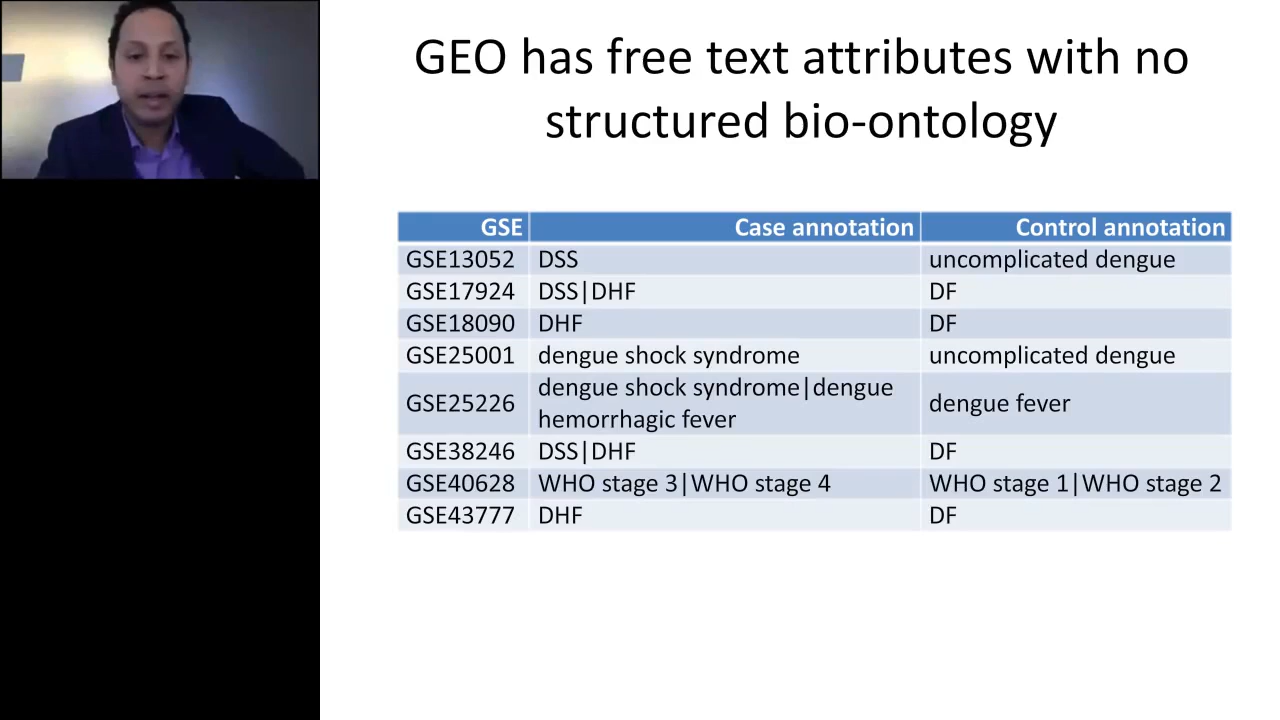 GEO has free text attributes with no
structured bio-ontology
GSE Case annotation Control annotation
GSE13052 DSS uncomplicated dengue
GSE17924 DSS|DHF DF
GSE18090 DHF DF
GSE25001 dengue shock syndrome uncomplicated dengue
GSE25226 dengue shock syndrome|dengue
hemorrhagic fever dengue fever
GSE38246 DSS|DHF DF
GSE40628 WHO stage 3|WHO stage 4 WHO stage 1|WHO stage 2
GSE43777 DHF DF